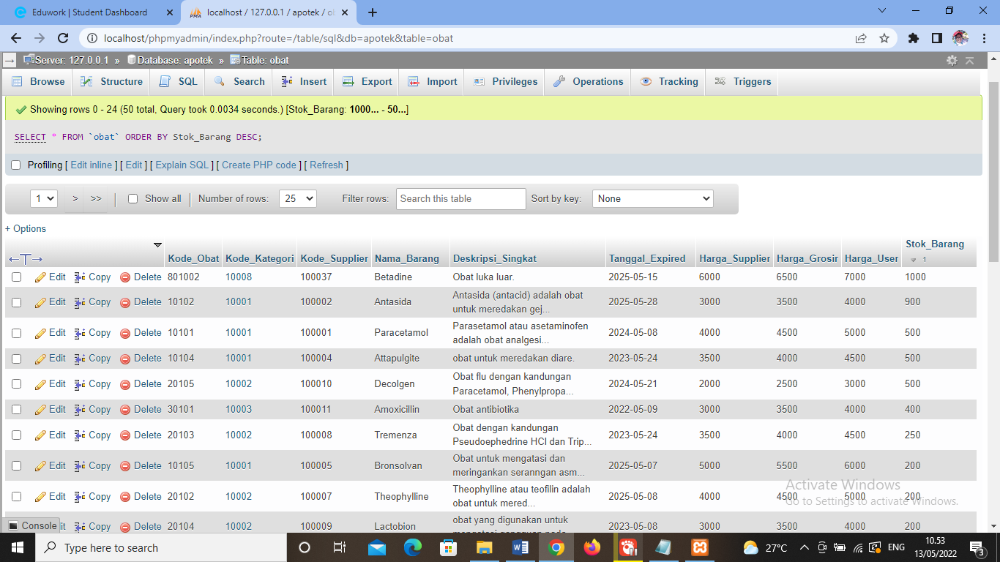 Eduwork | Student Dashboard
localhost / 127.0.0.1 / apotek / o
localhost/phpmyadmin/index.php?route=/table/sql&db=apotek&table=obat
Server: 127.0.0.1 » Database: apotek » Table: obat
Browse Structure SQL Search Insert Export Import Privileges Operations Tracking Triggers
Showing rows 0 - 24 (50 total, Query took 0.0034 seconds.) [Stok_Barang: 1000... - 50...]
SELECT * FROM `obat` ORDER BY Stok_Barang DESC;
Profiling [ Edit inline ] [ Edit ] [ Explain SQL ] [ Create PHP code ] [ Refresh ]
1 > >> Show all Number of rows: 25 Filter rows: Search this table Sort by key: None
+ Options
←T→ Kode_Obat Kode_Kategori Kode_Supplier Nama_Barang Deskripsi_Singkat Tanggal_Expired Harga_Supplier Harga_Grosir Harga_User Stok_Barang 1
Edit Copy Delete 801002 10008 100037 Betadine Obat luka luar. 2025-05-15 6000 6500 7000 1000
Edit Copy Delete 10102 10001 100002 Antasida Antasida (antacid) adalah obat untuk meredakan gej... 2025-05-28 3000 3500 4000 900
Edit Copy Delete 10101 10001 100001 Paracetamol Parasetamol atau asetaminofen adalah obat analgesi... 2024-05-08 4000 4500 5000 500
Edit Copy Delete 10104 10001 100004 Attapulgite obat untuk meredakan diare. 2023-05-24 3500 4000 4500 500
Edit Copy Delete 20105 10002 100010 Decolgen Obat flu dengan kandungan Paracetamol, Phenylpropa... 2024-05-21 2000 2500 3000 500
Edit Copy Delete 30101 10003 100011 Amoxicillin Obat antibiotika 2022-05-09 3000 3500 4000 400
Edit Copy Delete 20103 10002 100008 Tremenza Obat dengan kandungan Pseudoephedrine HCl dan Trip... 2023-05-24 3500 4000 4500 250
Edit Copy Delete 10105 10001 100005 Bronsolvan Obat untuk mengatasi dan meringankan seranngan asm... 2025-05-07 5000 5500 6000 200
Edit Copy Delete 20102 10002 100007 Theophylline Theophylline atau teofilin adalah obat untuk mered... 2025-05-08 4000 4500 5000 200
Copy Delete 20104 10002 100009 Lactobion obat yang digunakan untuk 2023-05-08 3000 3500 4000 200
Activate Windows
Go to Settings to activate Windows.
Console
Type here to search
27°C ENG 10.53
13/05/2022
3